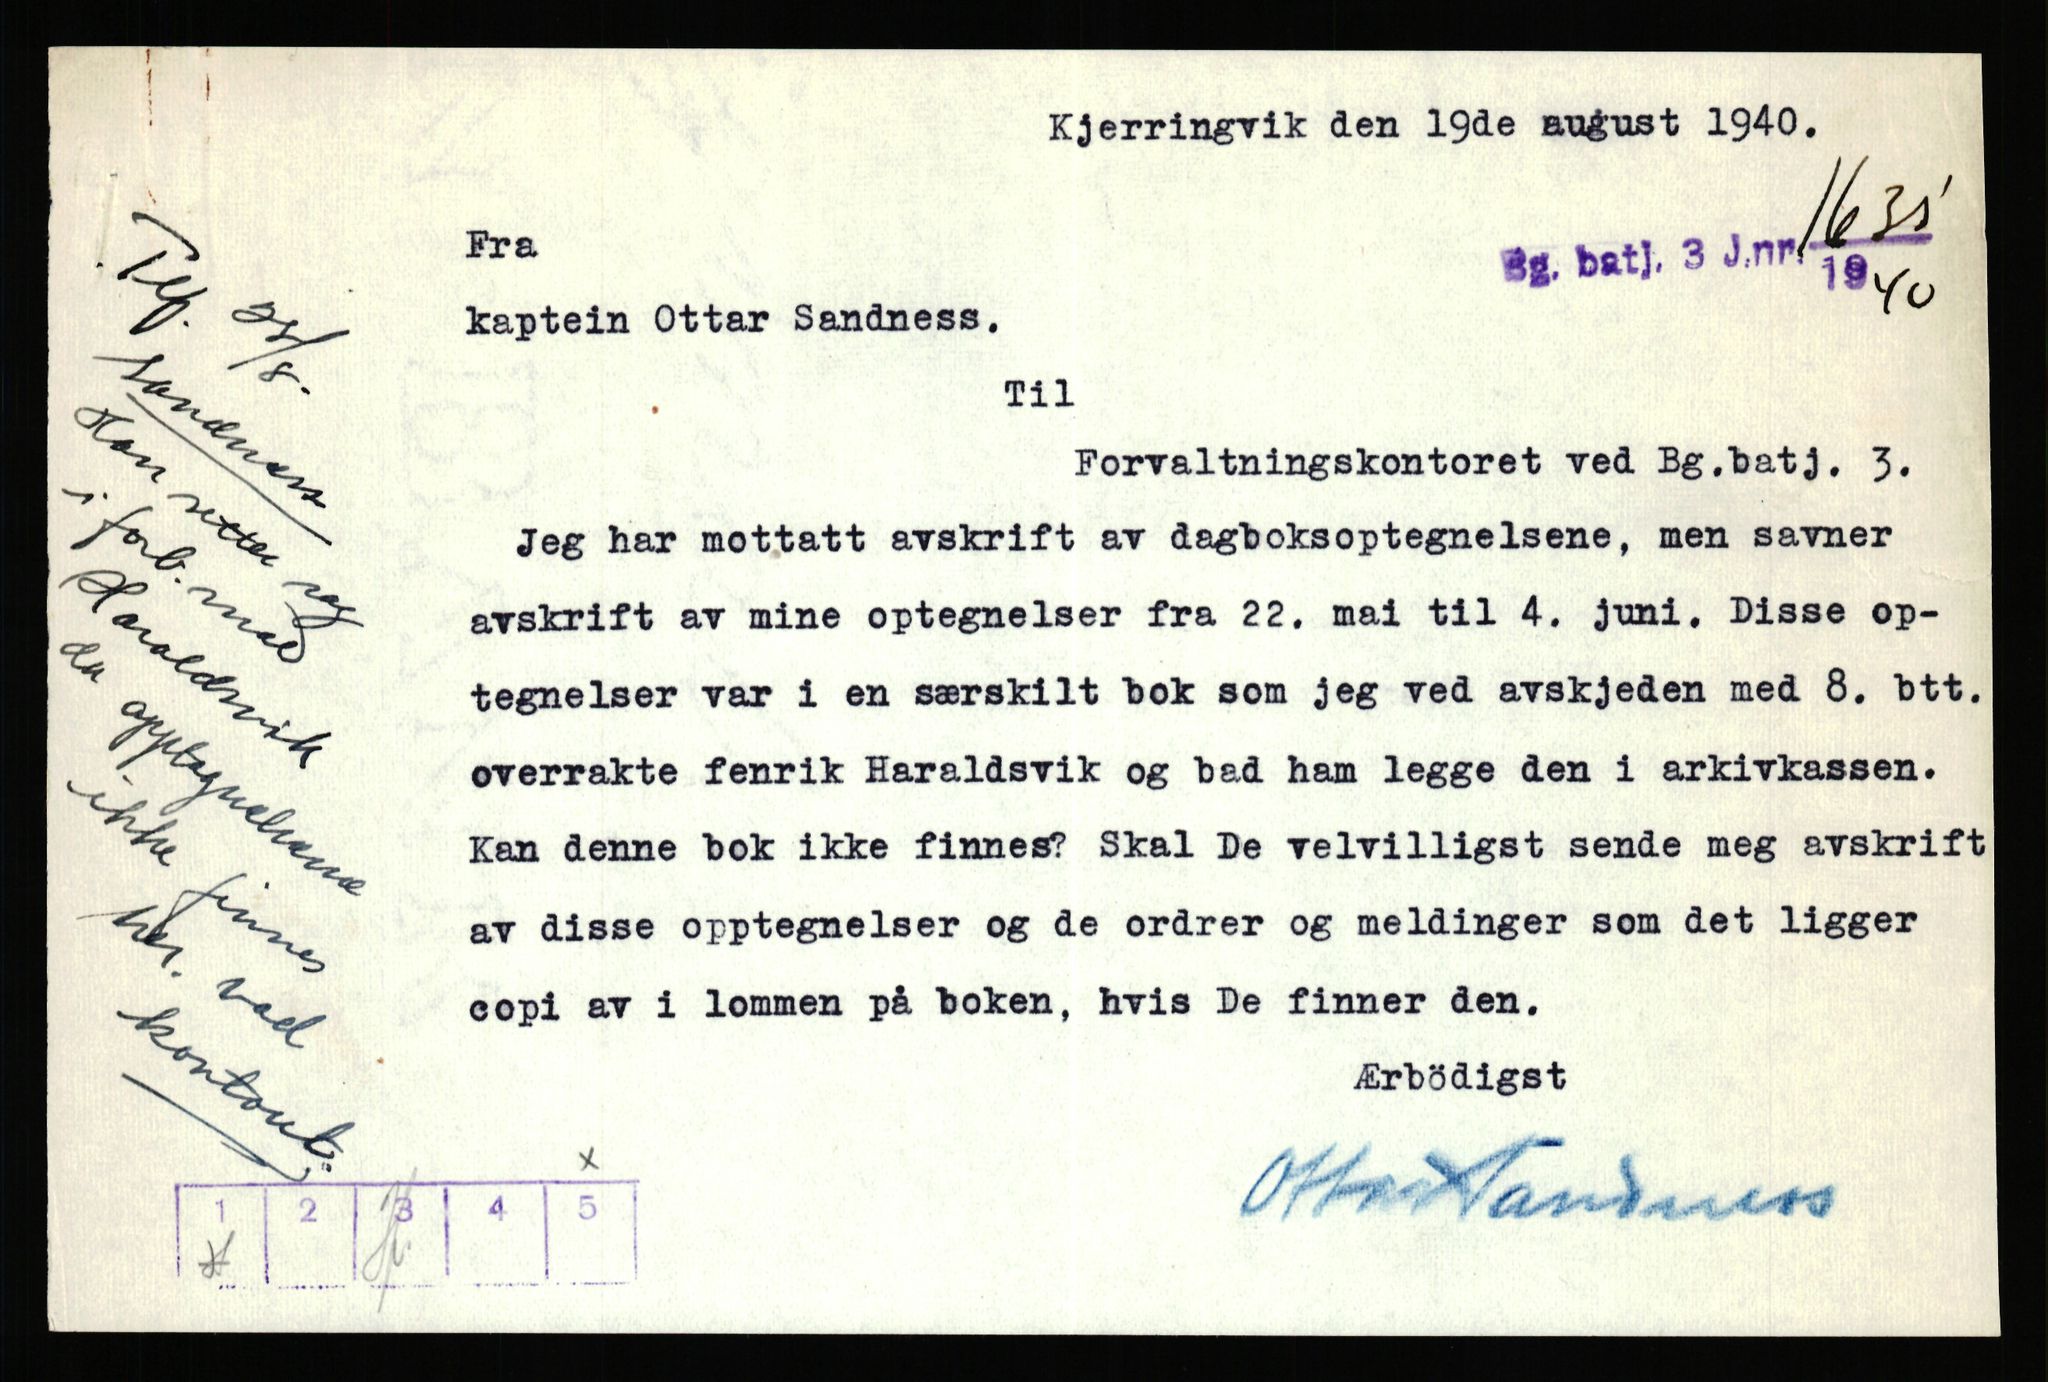 Kjerringvik den 19de august 1940.
Bg. batj. 3 J.nr. 1635
1940
Fra
kaptein Ottar Sandness.
Til
Forvaltningskontoret ved Bg.batj. 3.
Jeg har mottatt avskrift av dagboksoptegnelsene, men savner
avskrift av mine optegnelser fra 22. mai til 4. juni. Disse op-
tegnelser var i en særskilt bok som jeg ved avskjeden med 8. btt.
overrakte fenrik Haraldsvik og bad ham legge den i arkivkassen.
Kan denne bok ikke finnes? Skal De velvilligst sende meg avskrift
av disse opptegnelser og de ordrer og meldinger som det ligger
copi av i lommen på boken, hvis De finner den.
Ærbödigst
Ottar Sandness
Tlf. 28/8.
Sandness
Han setter seg
i forb. med
Haraldsvik
da opptegnelsene
ikke finnes
her. ved
kontoret.
x
1 2 3 4 5